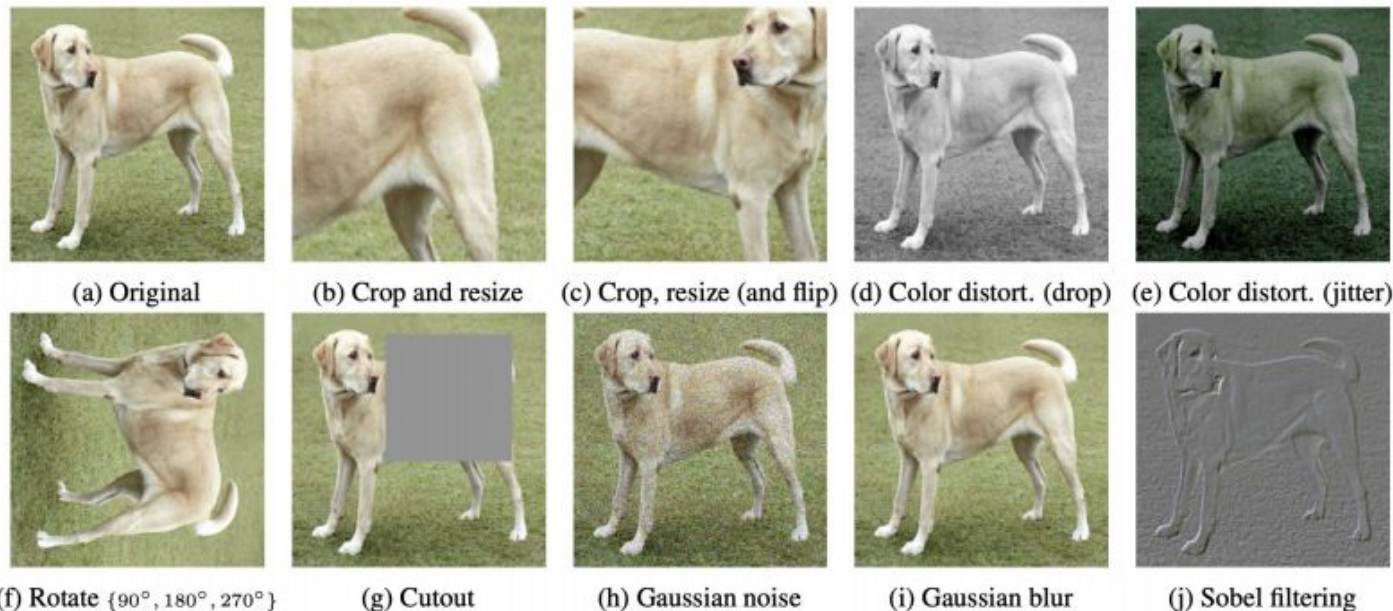 (a) Original
(b) Crop and resize
(c) Crop, resize (and flip)
(d) Color distort. (drop)
(e) Color distort. (jitter)
(f) Rotate {90°, 180°, 270°}
(g) Cutout
(h) Gaussian noise
(i) Gaussian blur
(j) Sobel filtering